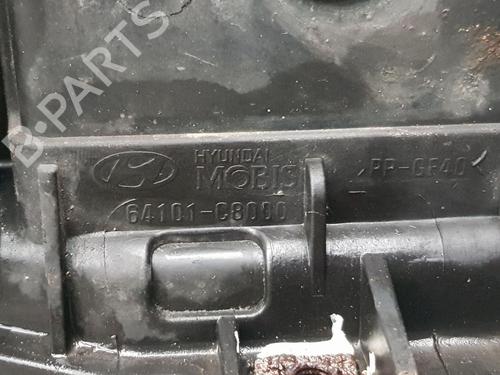 B-PARTS
HYUNDAI
MOBIS
>PP-GF40<
64101-C8000